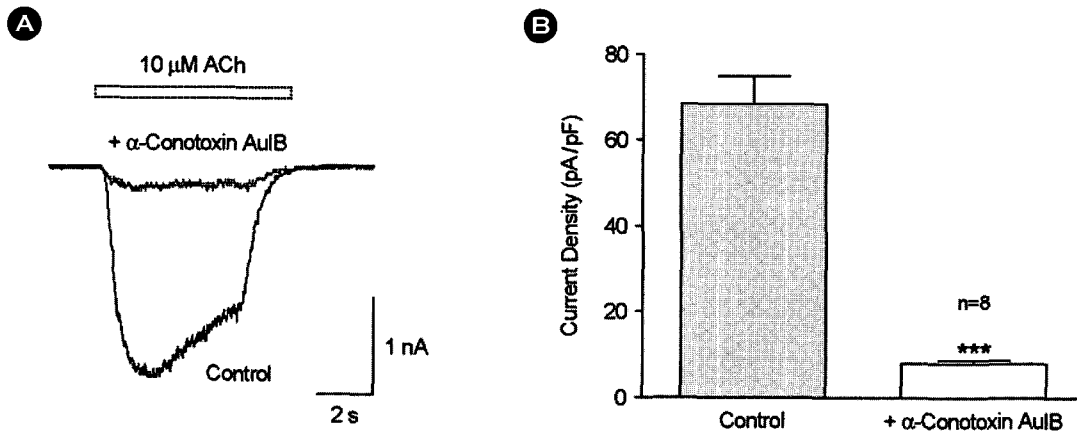 A
10 µM ACh
+ α-Conotoxin AuIB
Control
1 nA
2 s
B
Current Density (pA/pF)
80
60
40
20
0
n=8
***
Control
+ α-Conotoxin AuIB